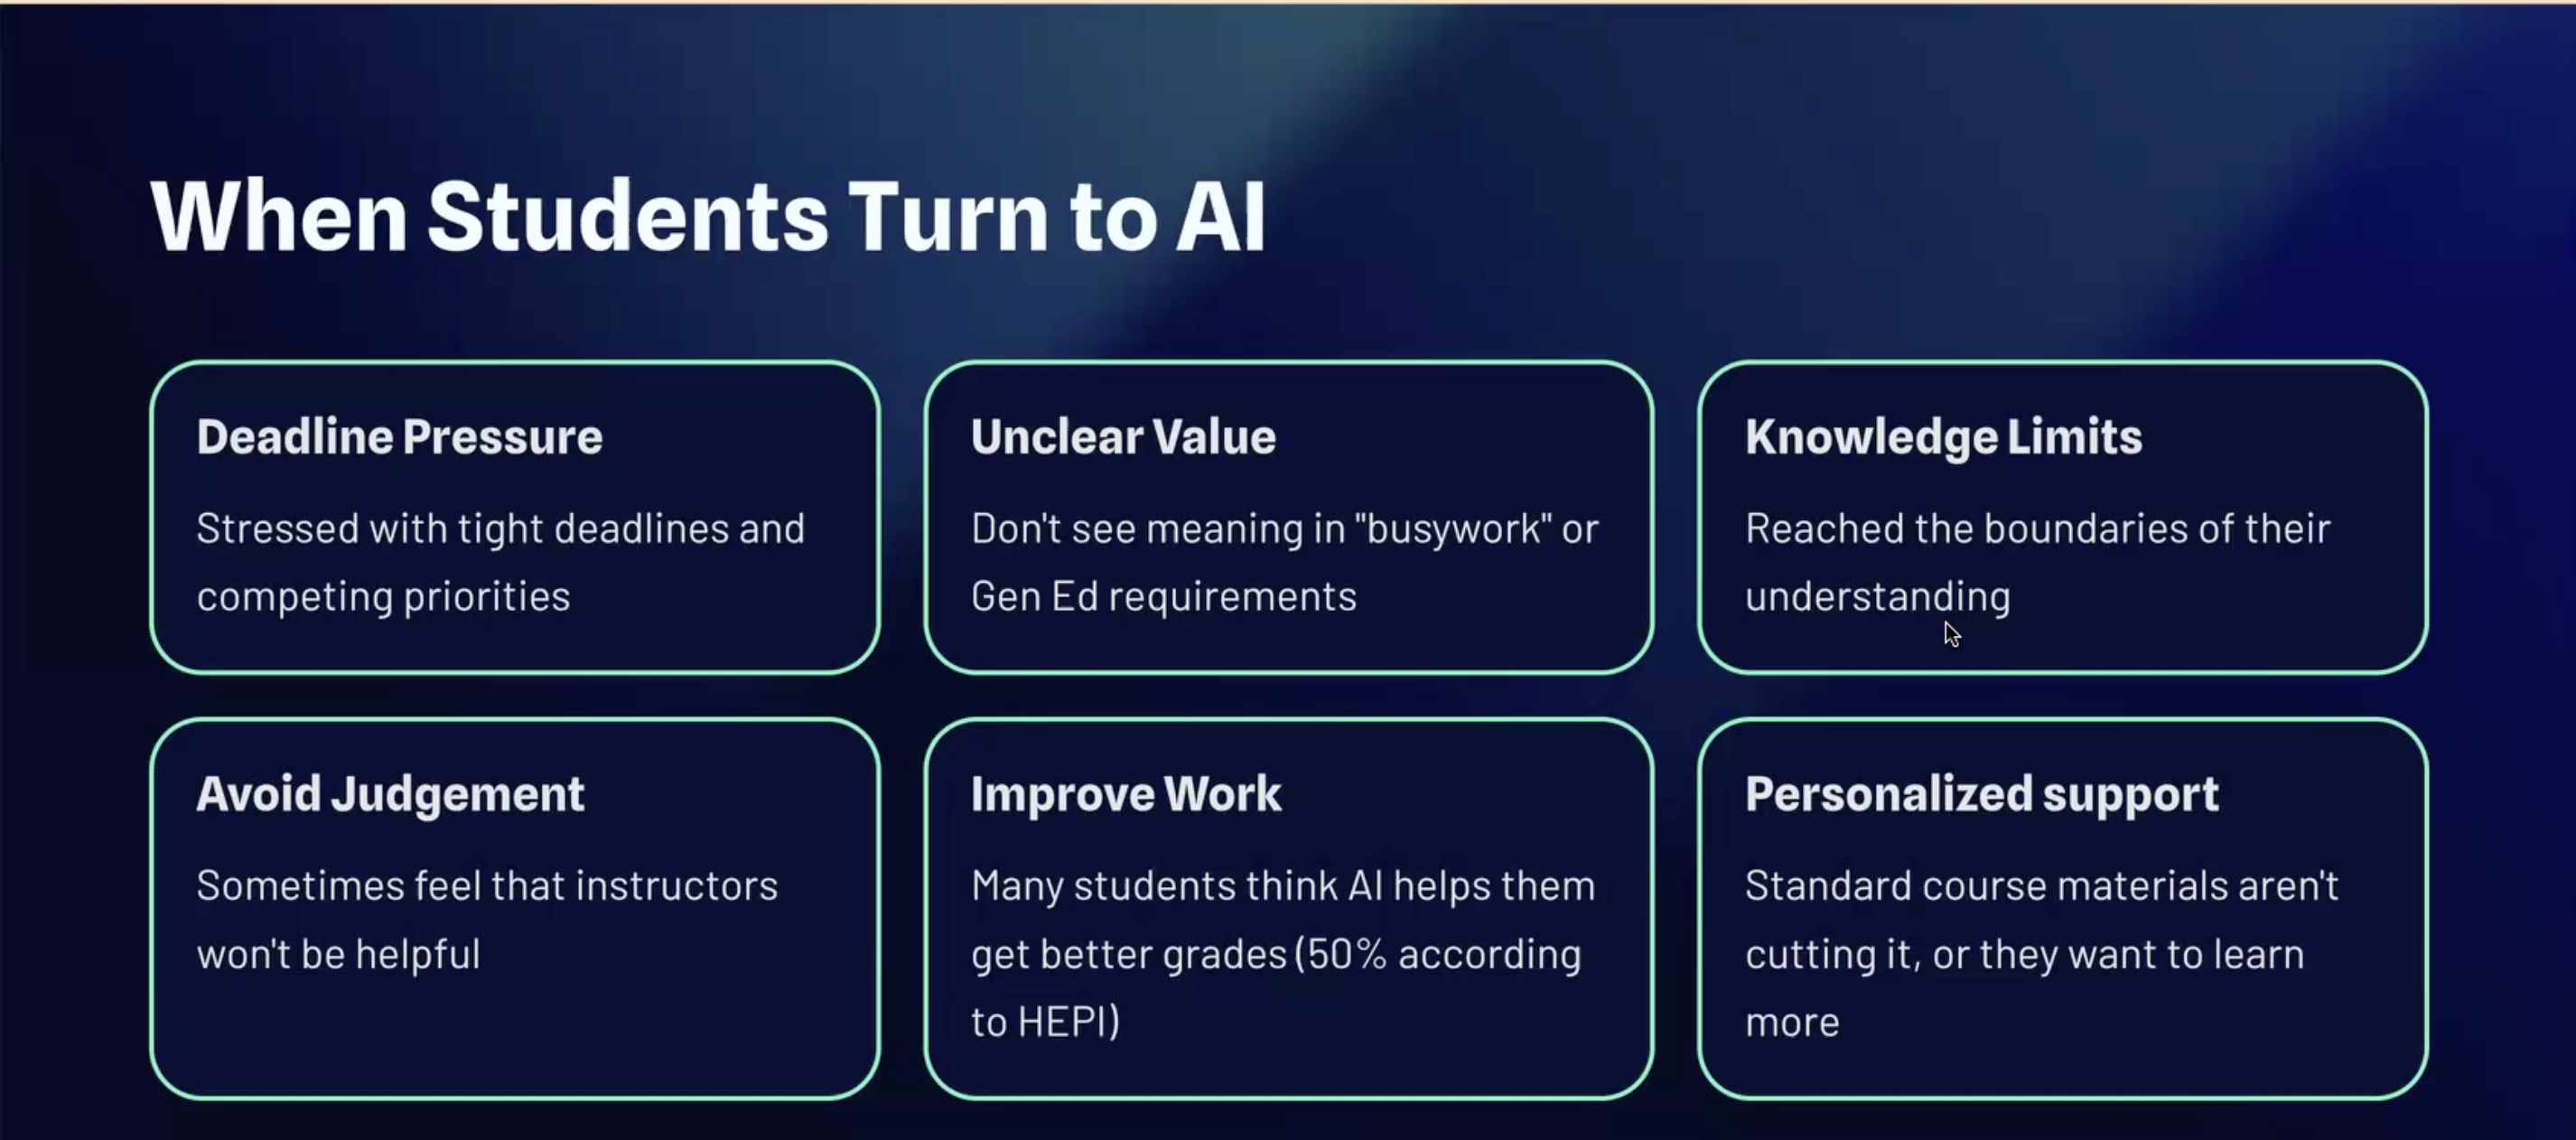 When Students Turn to AI
Deadline Pressure
Stressed with tight deadlines and
competing priorities
Unclear Value
Don't see meaning in "busywork" or
Gen Ed requirements
Knowledge Limits
Reached the boundaries of their
understanding
Avoid Judgement
Sometimes feel that instructors
won't be helpful
Improve Work
Many students think AI helps them
get better grades (50% according
to HEPI)
Personalized support
Standard course materials aren't
cutting it, or they want to learn
more